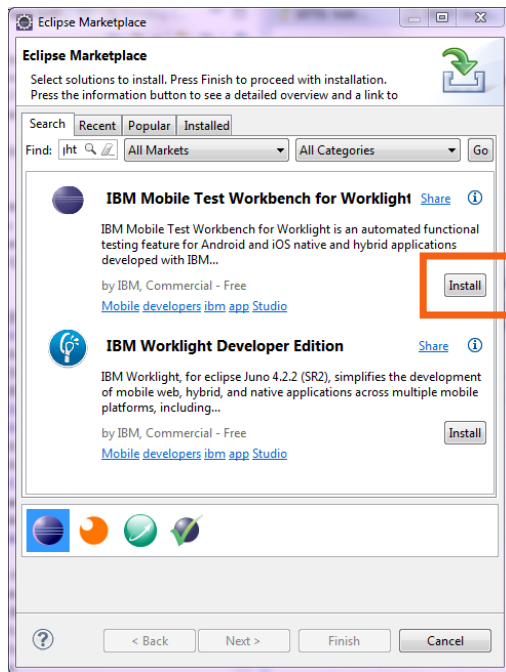 Eclipse Marketplace
Eclipse Marketplace
Select solutions to install. Press Finish to proceed with installation.
Press the information button to see a detailed overview and a link to
Search Recent Popular Installed
Find: ht All Markets All Categories Go
IBM Mobile Test Workbench for Worklight Share
IBM Mobile Test Workbench for Worklight is an automated functional
testing feature for Android and iOS native and hybrid applications
developed with IBM...
by IBM, Commercial - Free Install
Mobile developers ibm app Studio
IBM Worklight Developer Edition Share
IBM Worklight, for eclipse Juno 4.2.2 (SR2), simplifies the development
of mobile web, hybrid, and native applications across multiple mobile
platforms, including...
by IBM, Commercial - Free Install
Mobile developers ibm app Studio
? < Back Next > Finish Cancel